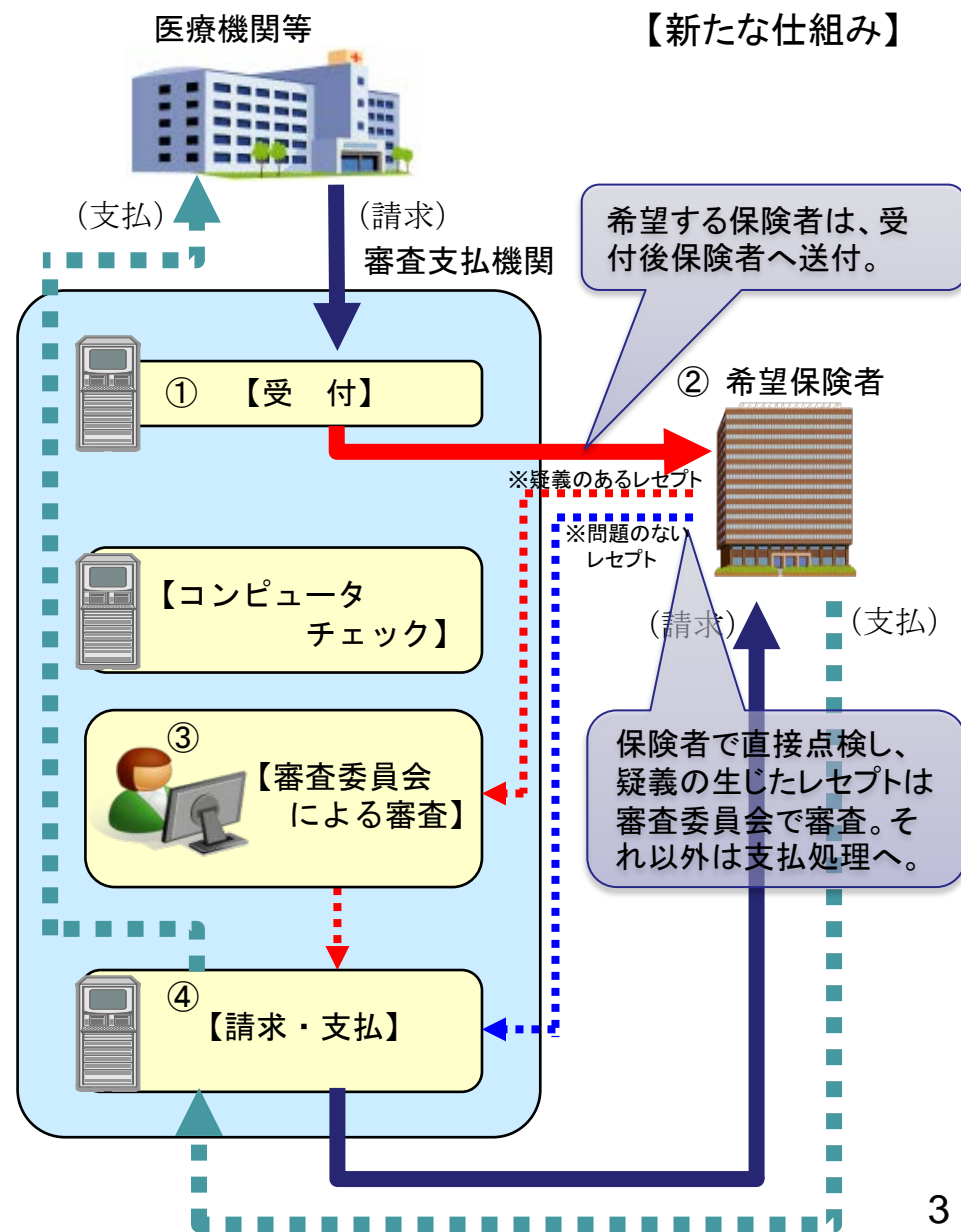 医療機関等
【新たな仕組み】
(支払)
(請求)
審査支払機関
希望する保険者は、受
付後保険者へ送付。
① 【受　付】
② 希望保険者
※疑義のあるレセプト
※問題のない
レセプト
【コンピュータ
チェック】
(請求)
(支払)
③
【審査委員会
による審査】
保険者で直接点検し、
疑義の生じたレセプトは
審査委員会で審査。そ
れ以外は支払処理へ。
④
【請求・支払】
3